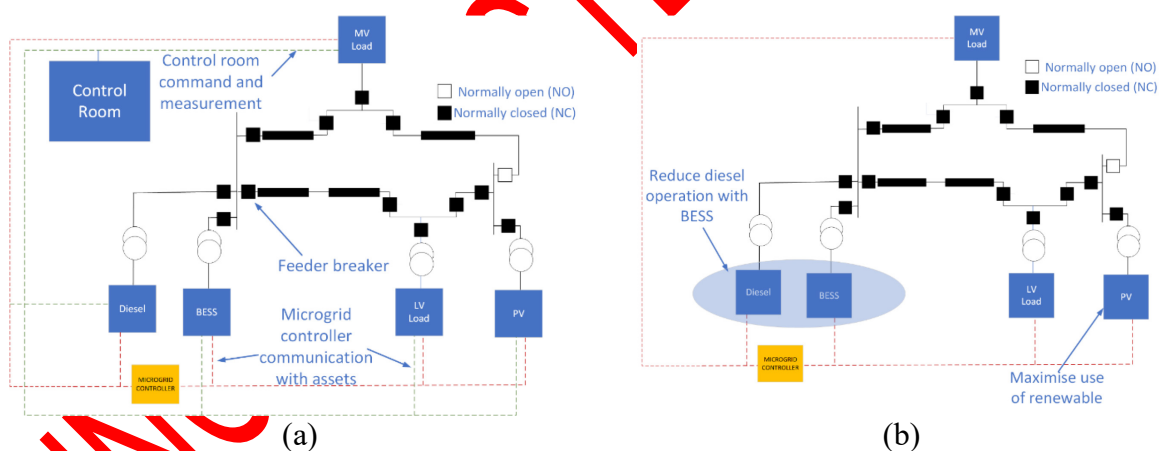 MV
Load
Control room
command and
measurement
Control
Room
Normally open (NO)
Normally closed (NC)
Feeder breaker
Diesel
BESS
LV
Load
PV
Microgrid
controller
communication
with assets
MICROGRID
CONTROLLER
(a)
MV
Load
Normally open (NO)
Normally closed (NC)
Reduce diesel
operation with
BESS
Diesel
BESS
LV
Load
PV
MICROGRID
CONTROLLER
Maximise use
of renewable
(b)